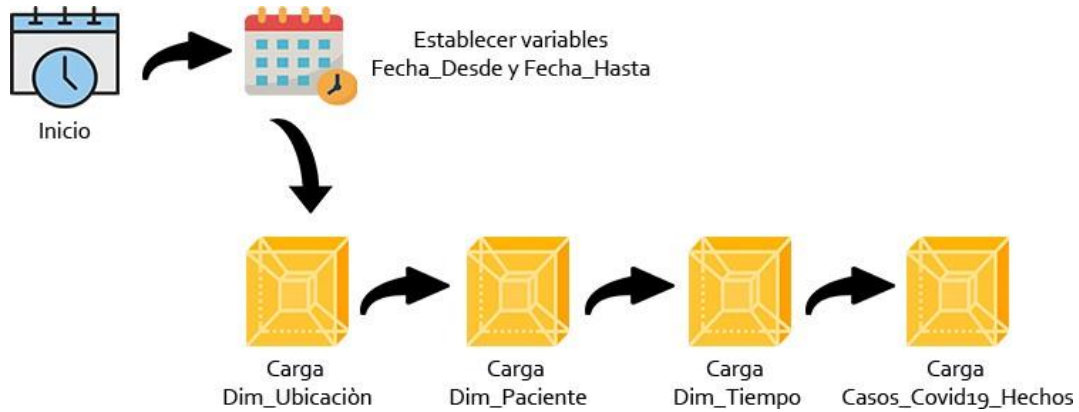 Establecer variables
Fecha_Desde y Fecha_Hasta
Inicio
Carga
Dim_Ubicaciòn
Carga
Dim_Paciente
Carga
Dim_Tiempo
Carga
Casos_Covid19_Hechos